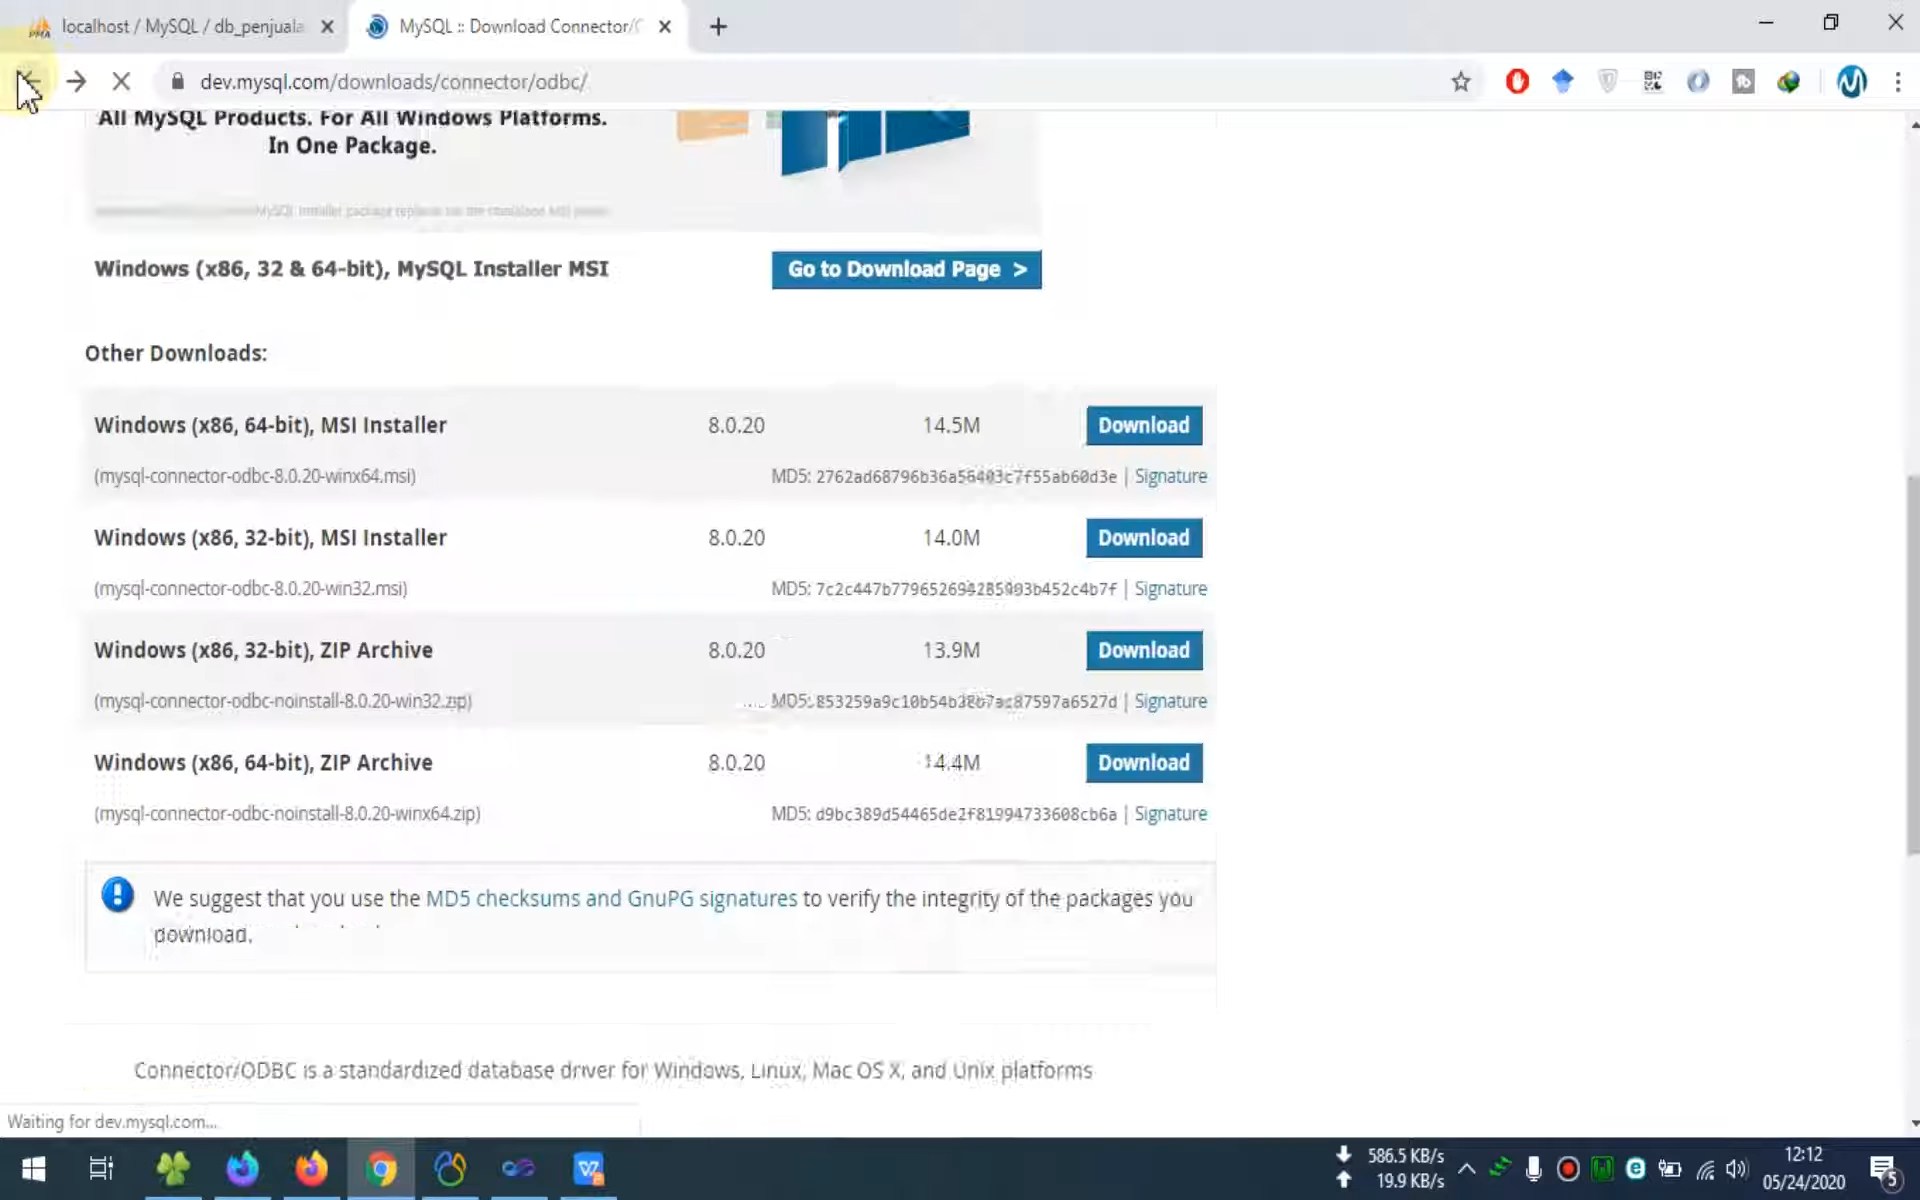 localhost / MySQL / db_penjuala
MySQL :: Download Connector/O
dev.mysql.com/downloads/connector/odbc/
All MySQL Products. For All Windows Platforms.
In One Package.
MySQL Installer package replaces
Windows (x86, 32 & 64-bit), MySQL Installer MSI
Go to Download Page >
Other Downloads:
Windows (x86, 64-bit), MSI Installer 8.0.20 14.5M Download
(mysql-connector-odbc-8.0.20-winx64.msi) MD5: | Signature
Windows (x86, 32-bit), MSI Installer 8.0.20 14.0M Download
(mysql-connector-odbc-8.0.20-win32.msi) MD5: | Signature
Windows (x86, 32-bit), ZIP Archive 8.0.20 13.9M Download
(mysql-connector-odbc-noinstall-8.0.20-win32.zip) MD5: | Signature
Windows (x86, 64-bit), ZIP Archive 8.0.20 14.4M Download
(mysql-connector-odbc-noinstall-8.0.20-winx64.zip) MD5: d9bc389d54465de2f81994733608cb6a | Signature
We suggest that you use the MD5 checksums and GnuPG signatures to verify the integrity of the packages you
download.
Connector/ODBC is a standardized database driver for Windows, Linux, Mac OS X, and Unix platforms
Waiting for dev.mysql.com...
586.5 KB/s
19.9 KB/s
12:12
05/24/2020
5